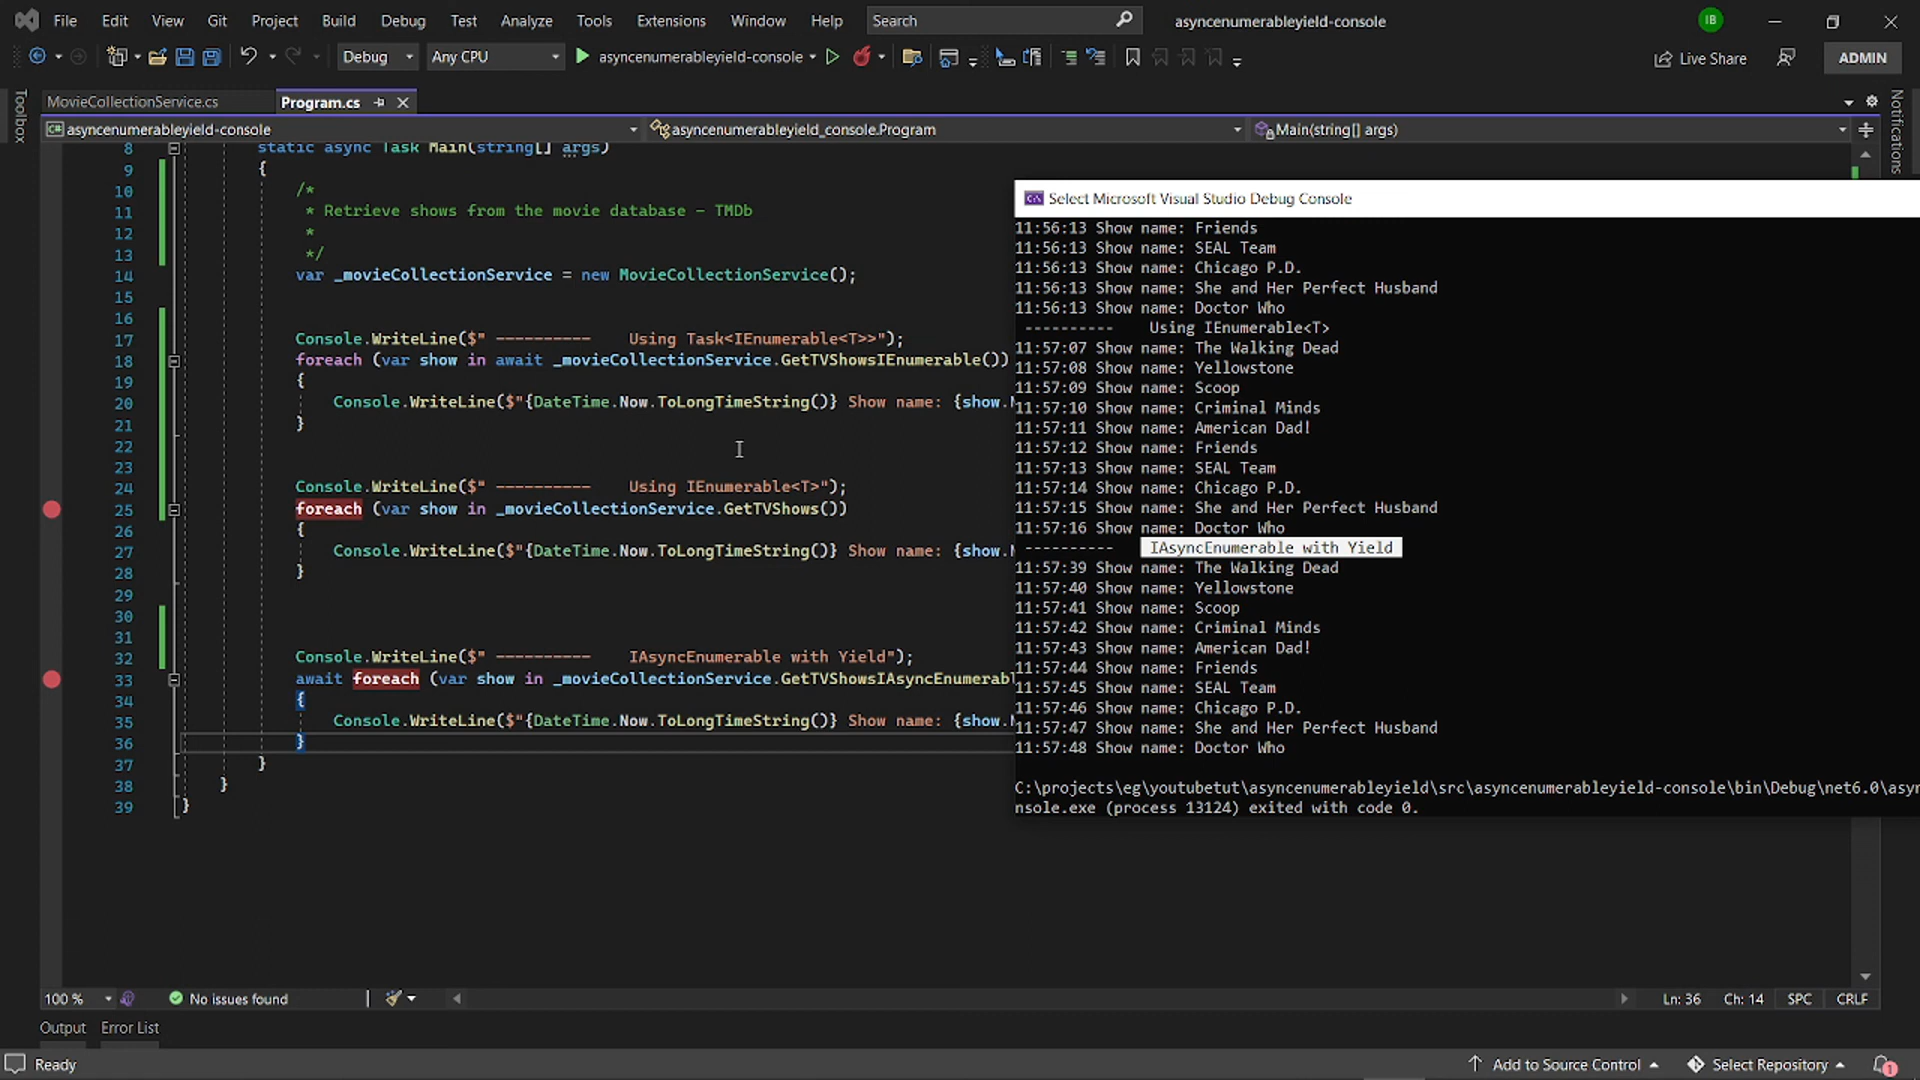 File Edit View Git Project Build Debug Test Analyze Tools Extensions Window Help Search asyncenumerableyield-console IB
Debug Any CPU asyncenumerableyield-console Live Share ADMIN
Toolbox
MovieCollectionService.cs Program.cs
Notifications
C# asyncenumerableyield-console asyncenumerableyield_console.Program Main(string[] args)
8 static async Task Main(string[] args)
9 {
10 /*
11 * Retrieve shows from the movie database - TMDb
12 *
13 */
14 var _movieCollectionService = new MovieCollectionService();
15
16
17 Console.WriteLine($" ---------- Using Task<IEnumerable<T>>");
18 foreach (var show in await _movieCollectionService.GetTVShowsIEnumerable())
19 {
20 Console.WriteLine($"{DateTime.Now.ToLongTimeString()} Show name: {show.
21 }
22
23
24 Console.WriteLine($" ---------- Using IEnumerable<T>");
25 foreach (var show in _movieCollectionService.GetTVShows())
26 {
27 Console.WriteLine($"{DateTime.Now.ToLongTimeString()} Show name: {show.
28 }
29
30
31
32 Console.WriteLine($" ---------- IAsyncEnumerable with Yield");
33 await foreach (var show in _movieCollectionService.GetTVShowsIAsyncEnumerabl
34 {
35 Console.WriteLine($"{DateTime.Now.ToLongTimeString()} Show name: {show.
36 }
37 }
38 }
39 }
Select Microsoft Visual Studio Debug Console
11:56:13 Show name: Friends
11:56:13 Show name: SEAL Team
11:56:13 Show name: Chicago P.D.
11:56:13 Show name: She and Her Perfect Husband
11:56:13 Show name: Doctor Who
---------- Using IEnumerable<T>
11:57:07 Show name: The Walking Dead
11:57:08 Show name: Yellowstone
11:57:09 Show name: Scoop
11:57:10 Show name: Criminal Minds
11:57:11 Show name: American Dad!
11:57:12 Show name: Friends
11:57:13 Show name: SEAL Team
11:57:14 Show name: Chicago P.D.
11:57:15 Show name: She and Her Perfect Husband
11:57:16 Show name: Doctor Who
---------- IAsyncEnumerable with Yield
11:57:39 Show name: The Walking Dead
11:57:40 Show name: Yellowstone
11:57:41 Show name: Scoop
11:57:42 Show name: Criminal Minds
11:57:43 Show name: American Dad!
11:57:44 Show name: Friends
11:57:45 Show name: SEAL Team
11:57:46 Show name: Chicago P.D.
11:57:47 Show name: She and Her Perfect Husband
11:57:48 Show name: Doctor Who
C:\projects\eg\youtubetut\asyncenumerableyield\src\asyncenumerableyield-console\bin\Debug\net6.0\asyn
nsole.exe (process 13124) exited with code 0.
100 % No issues found Ln: 36 Ch: 14 SPC CRLF
Output Error List
Ready Add to Source Control Select Repository 1